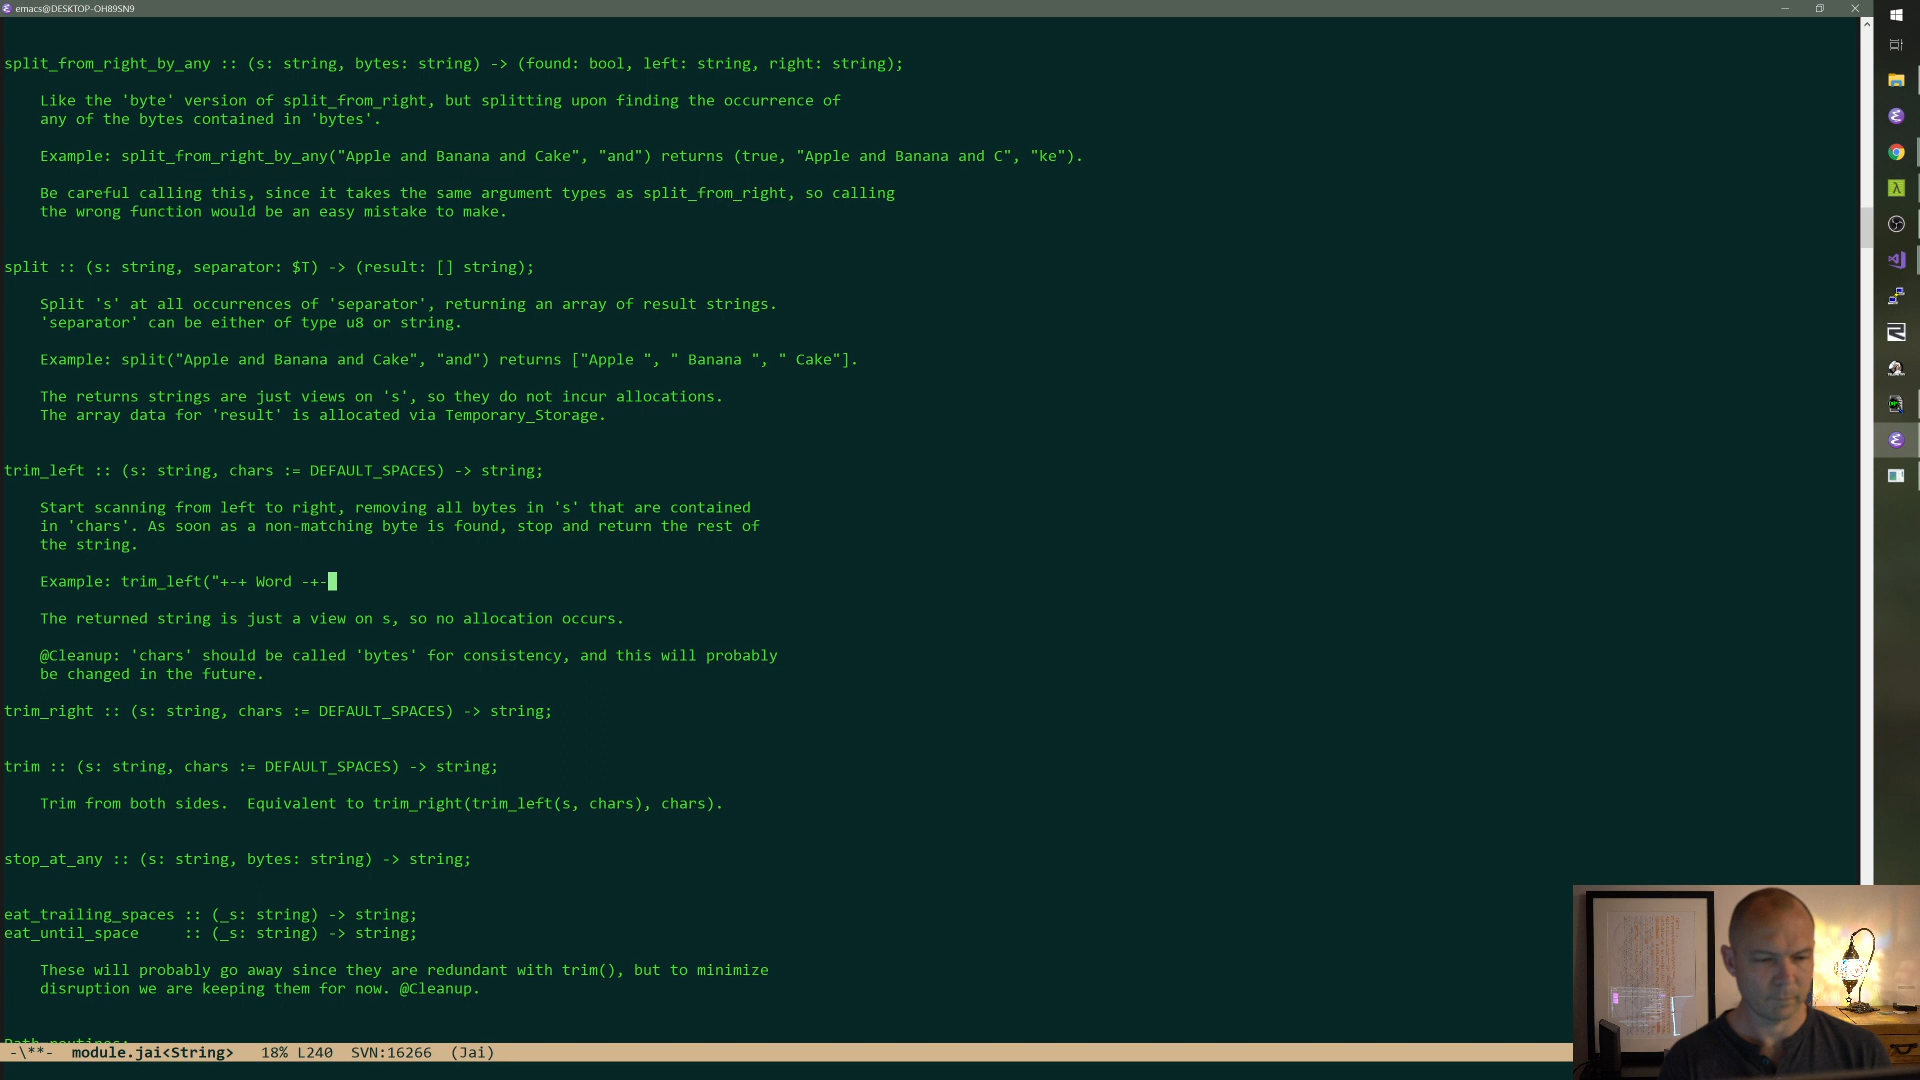 emacs@DESKTOP-OH89SN9
split_from_right_by_any :: (s: string, bytes: string) -> (found: bool, left: string, right: string);
Like the 'byte' version of split_from_right, but splitting upon finding the occurrence of
any of the bytes contained in 'bytes'.
Example: split_from_right_by_any("Apple and Banana and Cake", "and") returns (true, "Apple and Banana and C", "ke").
Be careful calling this, since it takes the same argument types as split_from_right, so calling
the wrong function would be an easy mistake to make.
split :: (s: string, separator: $T) -> (result: [] string);
Split 's' at all occurrences of 'separator', returning an array of result strings.
'separator' can be either of type u8 or string.
Example: split("Apple and Banana and Cake", "and") returns ["Apple ", " Banana ", " Cake"].
The returns strings are just views on 's', so they do not incur allocations.
The array data for 'result' is allocated via Temporary_Storage.
trim_left :: (s: string, chars := DEFAULT_SPACES) -> string;
Start scanning from left to right, removing all bytes in 's' that are contained
in 'chars'. As soon as a non-matching byte is found, stop and return the rest of
the string.
Example: trim_left("+-+ Word -+-
The returned string is just a view on s, so no allocation occurs.
@Cleanup: 'chars' should be called 'bytes' for consistency, and this will probably
be changed in the future.
trim_right :: (s: string, chars := DEFAULT_SPACES) -> string;
trim :: (s: string, chars := DEFAULT_SPACES) -> string;
Trim from both sides.  Equivalent to trim_right(trim_left(s, chars), chars).
stop_at_any :: (s: string, bytes: string) -> string;
eat_trailing_spaces :: (_s: string) -> string;
eat_until_space     :: (_s: string) -> string;
These will probably go away since they are redundant with trim(), but to minimize
disruption we are keeping them for now. @Cleanup.
-\**-  module.jai<String>   18% L240  SVN:16266  (Jai)